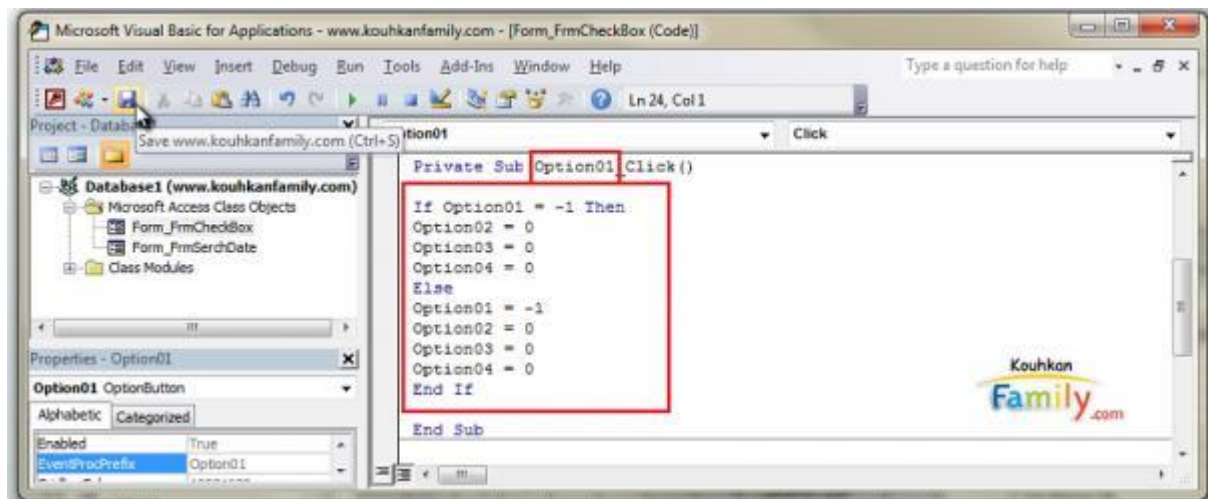 Microsoft Visual Basic for Applications - www.kouhkanfamily.com - [Form_FrmCheckBox (Code)]
File Edit View Insert Debug Run Tools Add-Ins Window Help Type a question for help
Ln 24, Col 1
Project - Databa
Save www.kouhkanfamily.com (Ctrl+S)
tion01 Click
Database1 (www.kouhkanfamily.com)
Microsoft Access Class Objects
Form_FrmCheckBox
Form_FrmSerchDate
Class Modules
Properties - Option01
Option01 OptionButton
Alphabetic Categorized
Enabled True
EventProcPrefix Option01
Private Sub Option01_Click()
If Option01 = -1 Then
Option02 = 0
Option03 = 0
Option04 = 0
Else
Option01 = -1
Option02 = 0
Option03 = 0
Option04 = 0
End If
End Sub
Kouhkan
Family.com